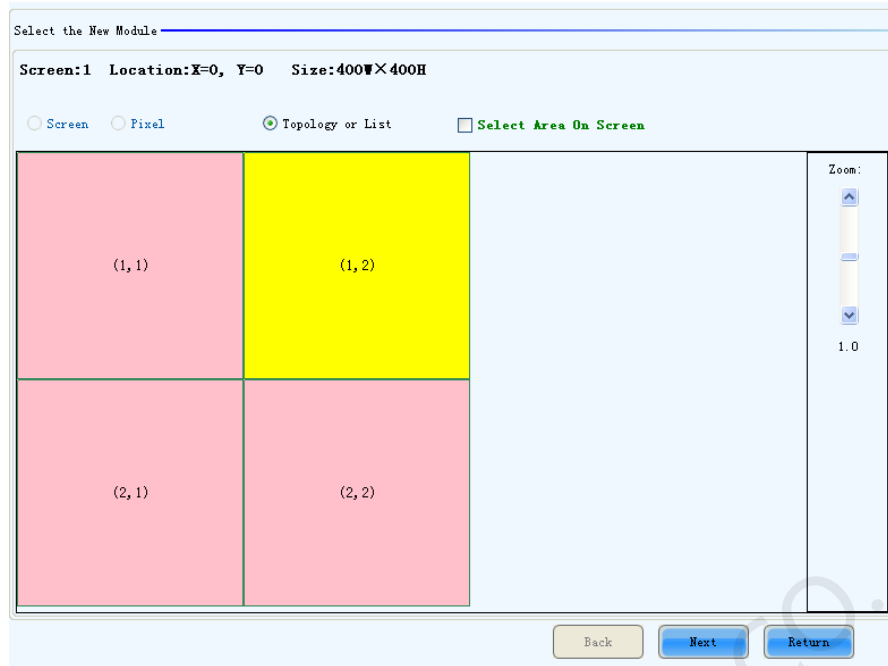 Select the New Module
Screen:1 Location:X=0, Y=0 Size:400W×400H
Screen Pixel Topology or List Select Area On Screen
Zoom:
(1,1) (1,2)
1.0
(2,1) (2,2)
Back Next Return